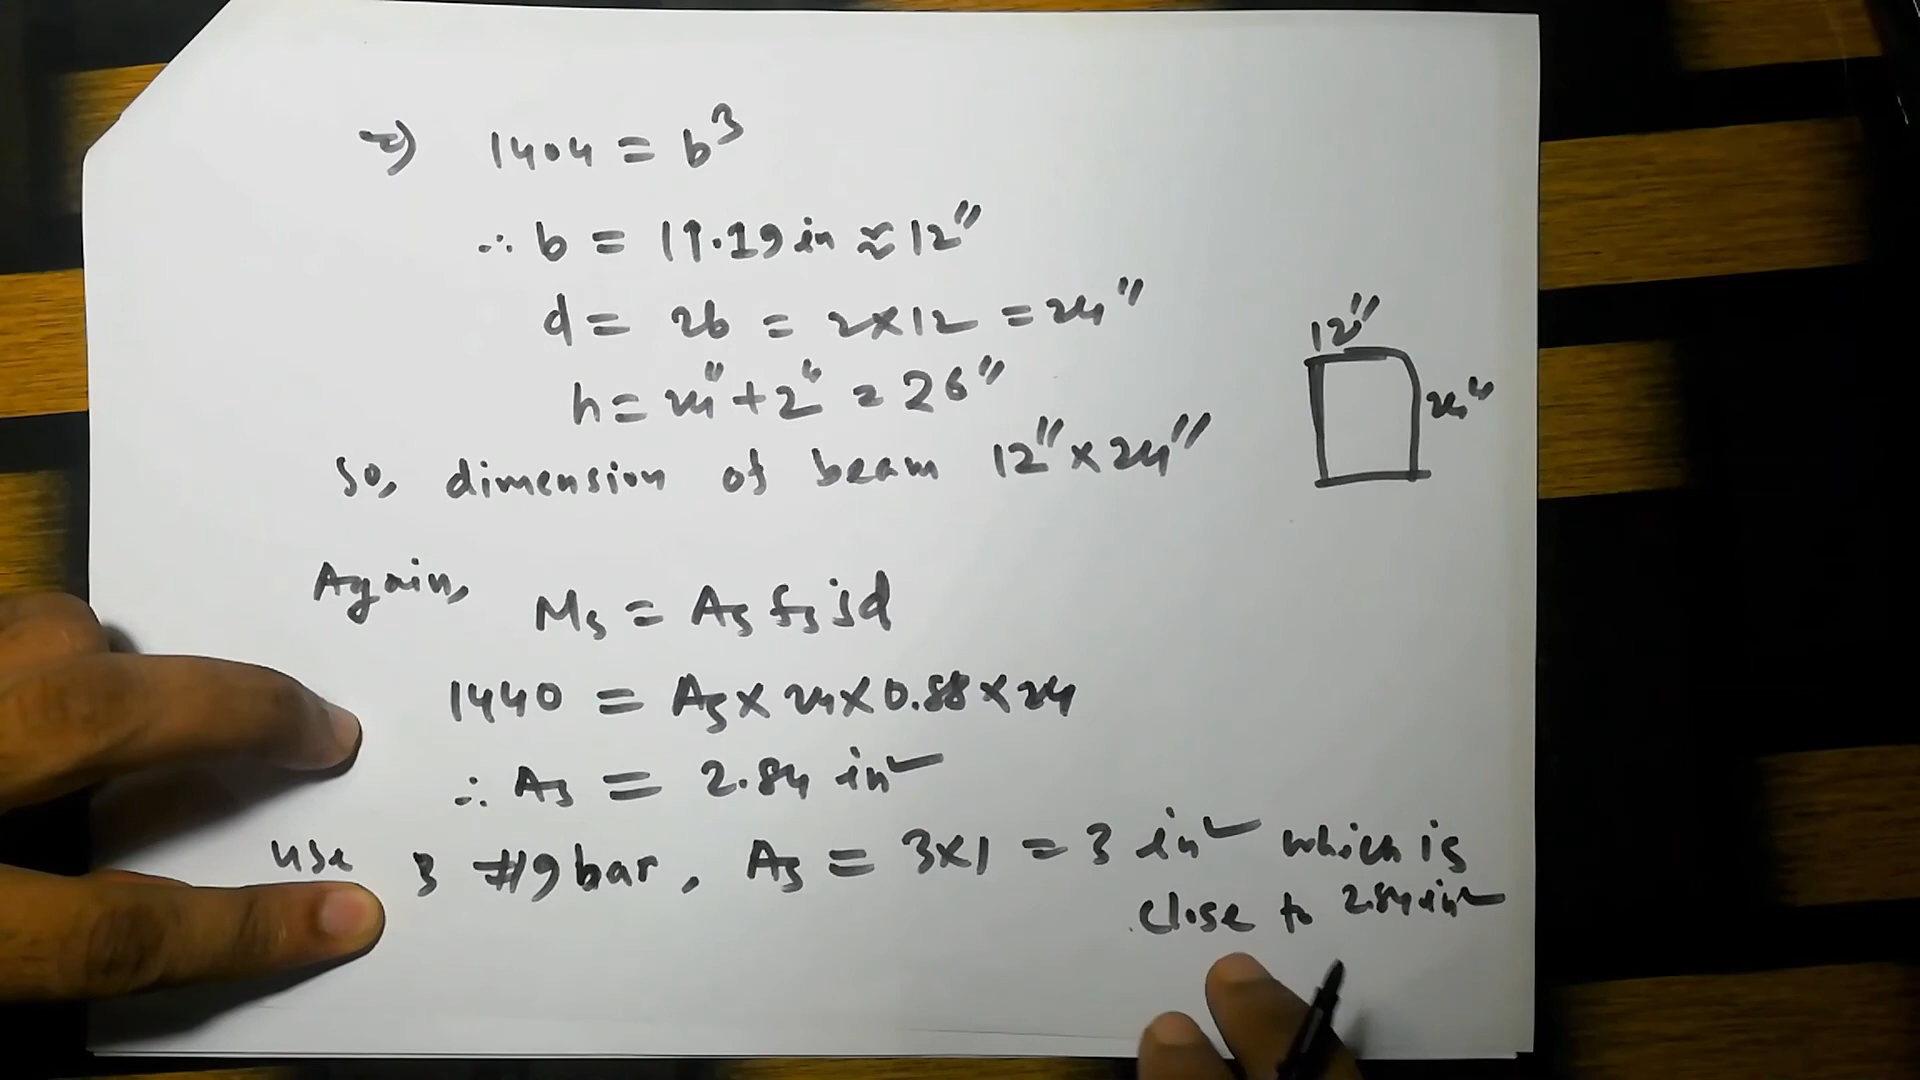 ⇒) 1404 = b³
∴ b = 11.19 in ≈ 12"
d = 2b = 2×12 = 24"
h = 24" + 2" = 26"
So, dimension of beam 12" × 24"
12"
24"
Again, Ms = As fs jd
1440 = As × 24 × 0.88 × 24
∴ As = 2.84 in²
use 3 #9 bar, As = 3×1 = 3 in² which is
close to 2.84 in²